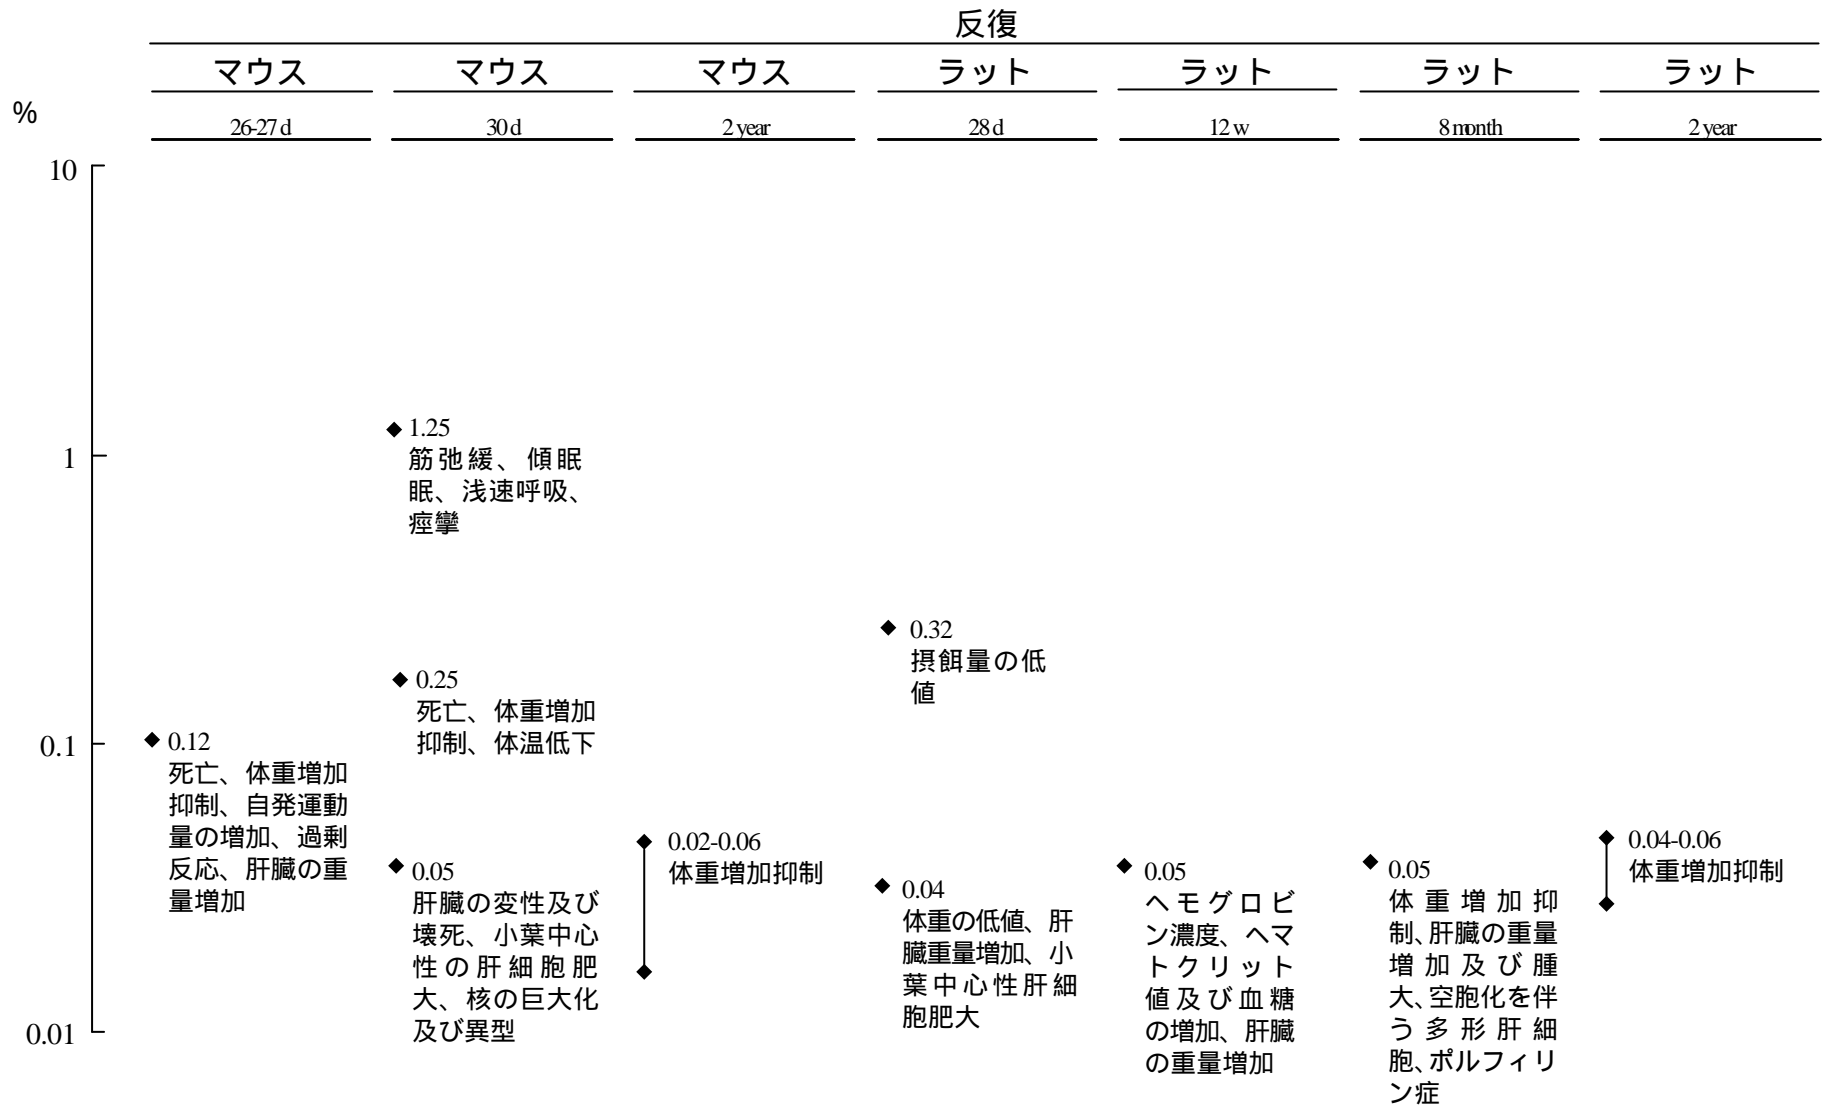 反復
マウス
マウス
マウス
ラット
ラット
ラット
ラット
%
26-27 d
30 d
2 year
28 d
12 w
8 month
2 year
10
1
0.1
0.01
0.12
死亡、体重増加
抑制、自発運動
量の増加、過剰
反応、肝臓の重
量増加
1.25
筋弛緩、傾眠
眠、浅速呼吸、
痙攣
0.25
死亡、体重増加
抑制、体温低下
0.05
肝臓の変性及び
壊死、小葉中心
性の肝細胞肥
大、核の巨大化
及び異型
0.02-0.06
体重増加抑制
0.32
摂餌量の低
値
0.04
体重の低値、肝
臓重量増加、小
葉中心性肝細
胞肥大
0.05
ヘモグロビ
ン濃度、ヘマ
トクリット
値及び血糖
の増加、肝臓
の重量増加
0.05
体重増加抑
制、肝臓の重量
増加及び腫
大、空胞化を伴
う多形肝細
胞、ポルフィリ
ン症
0.04-0.06
体重増加抑制